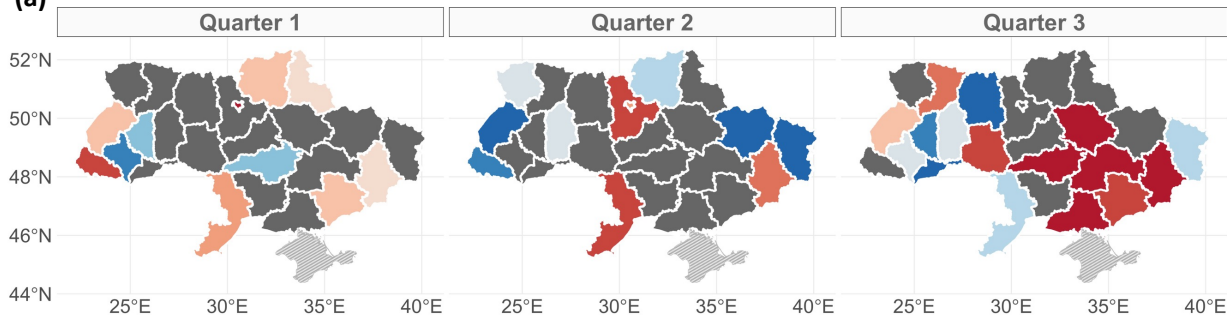 (a)
Quarter 1 Quarter 2 Quarter 3
52°N
50°N
48°N
46°N
44°N
25°E 30°E 35°E 40°E 25°E 30°E 35°E 40°E 25°E 30°E 35°E 40°E